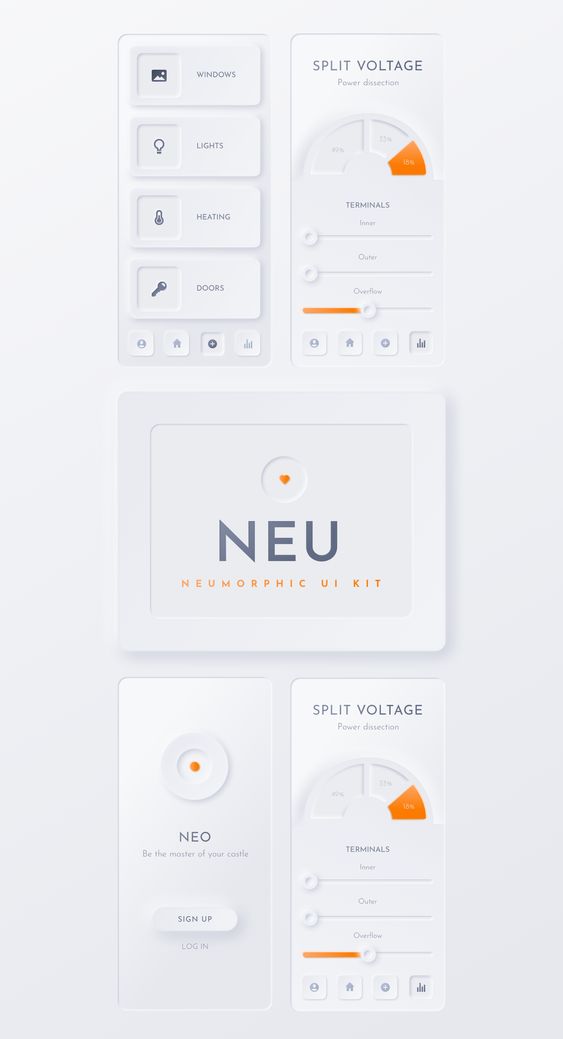 WINDOWS
LIGHTS
HEATING
DOORS
SPLIT VOLTAGE
Power dissection
49%
33%
18%
TERMINALS
Inner
Outer
Overflow
NEU
NEUMORPHIC UI KIT
NEO
Be the master of your castle
SIGN UP
LOG IN
SPLIT VOLTAGE
Power dissection
49%
33%
18%
TERMINALS
Inner
Outer
Overflow